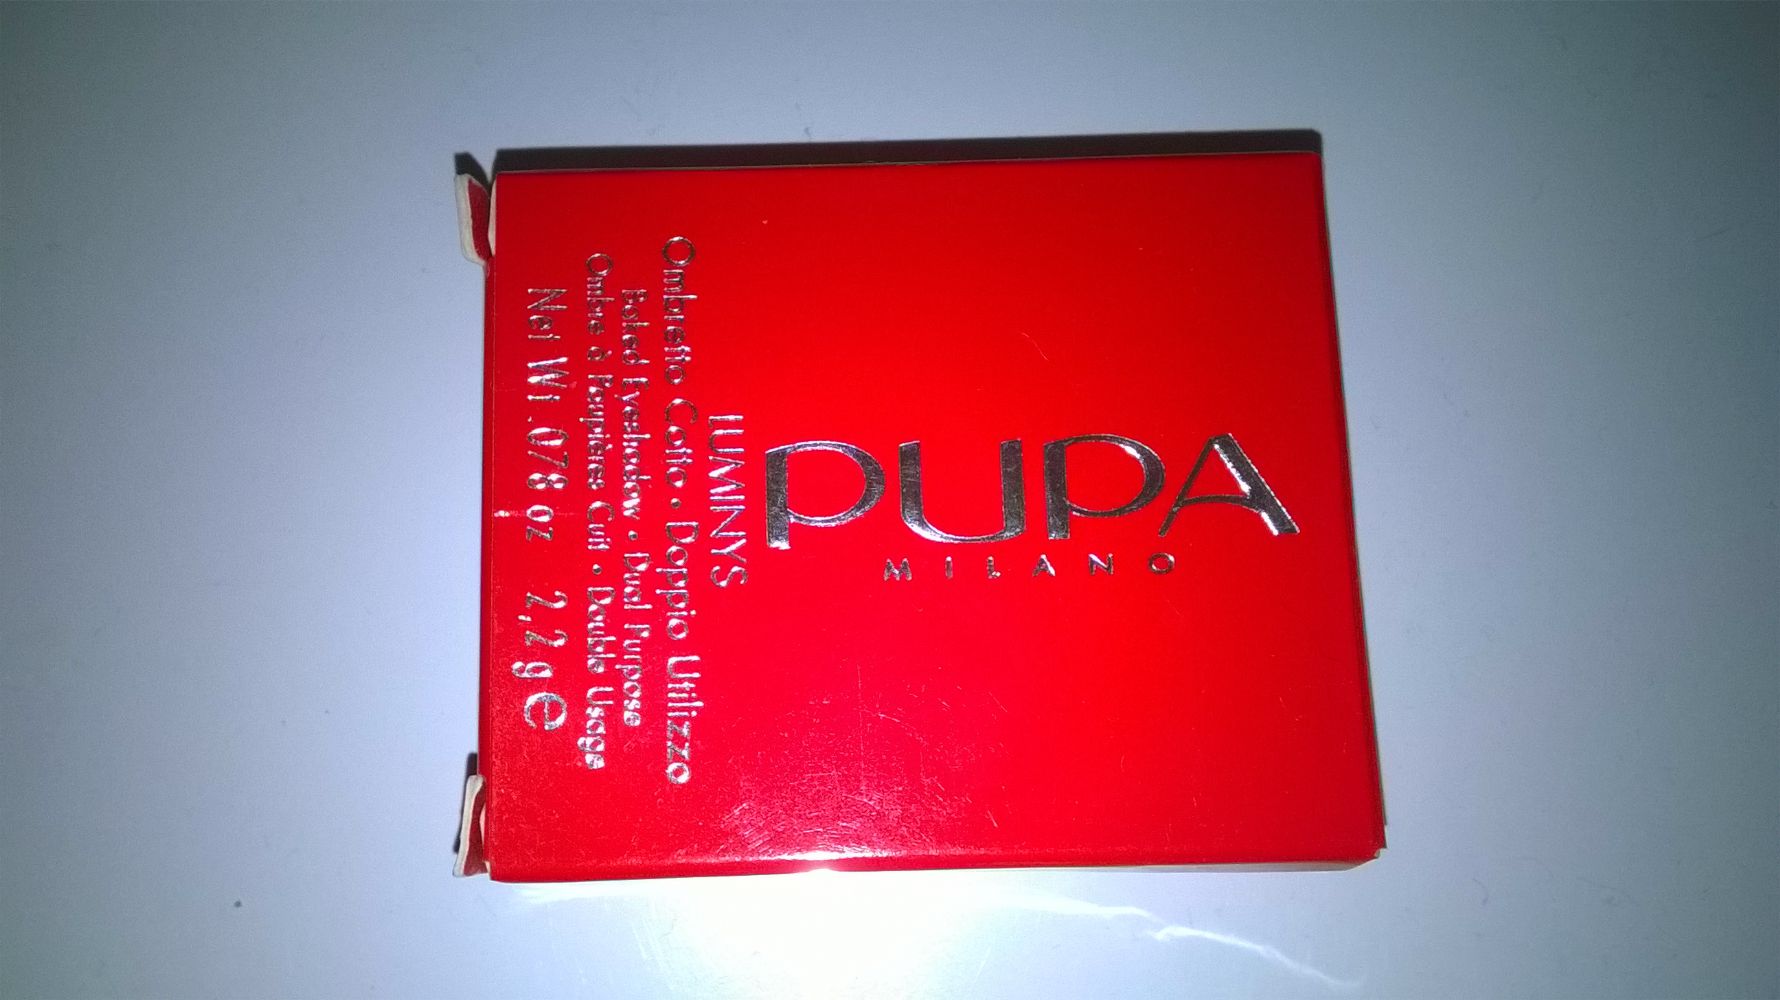 PUPA
MILANO
LUMINYS
Ombretto Cotto • Doppio Utilizzo
Baked Eyeshadow • Dual Purpose
Ombre à Paupières Cuit • Double Usage
Net Wt .078 oz 2,2 g e